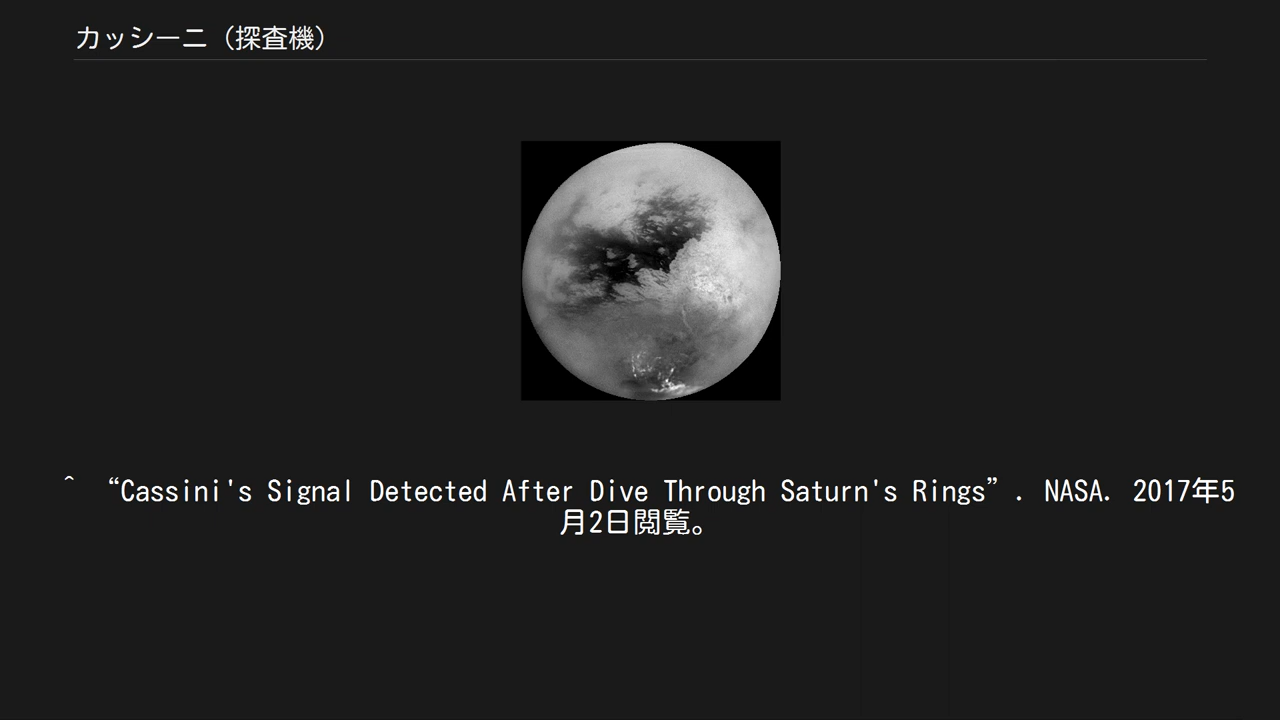 カッシーニ（探査機）
^ “Cassini's Signal Detected After Dive Through Saturn's Rings”. NASA. 2017年5
月2日閲覧。